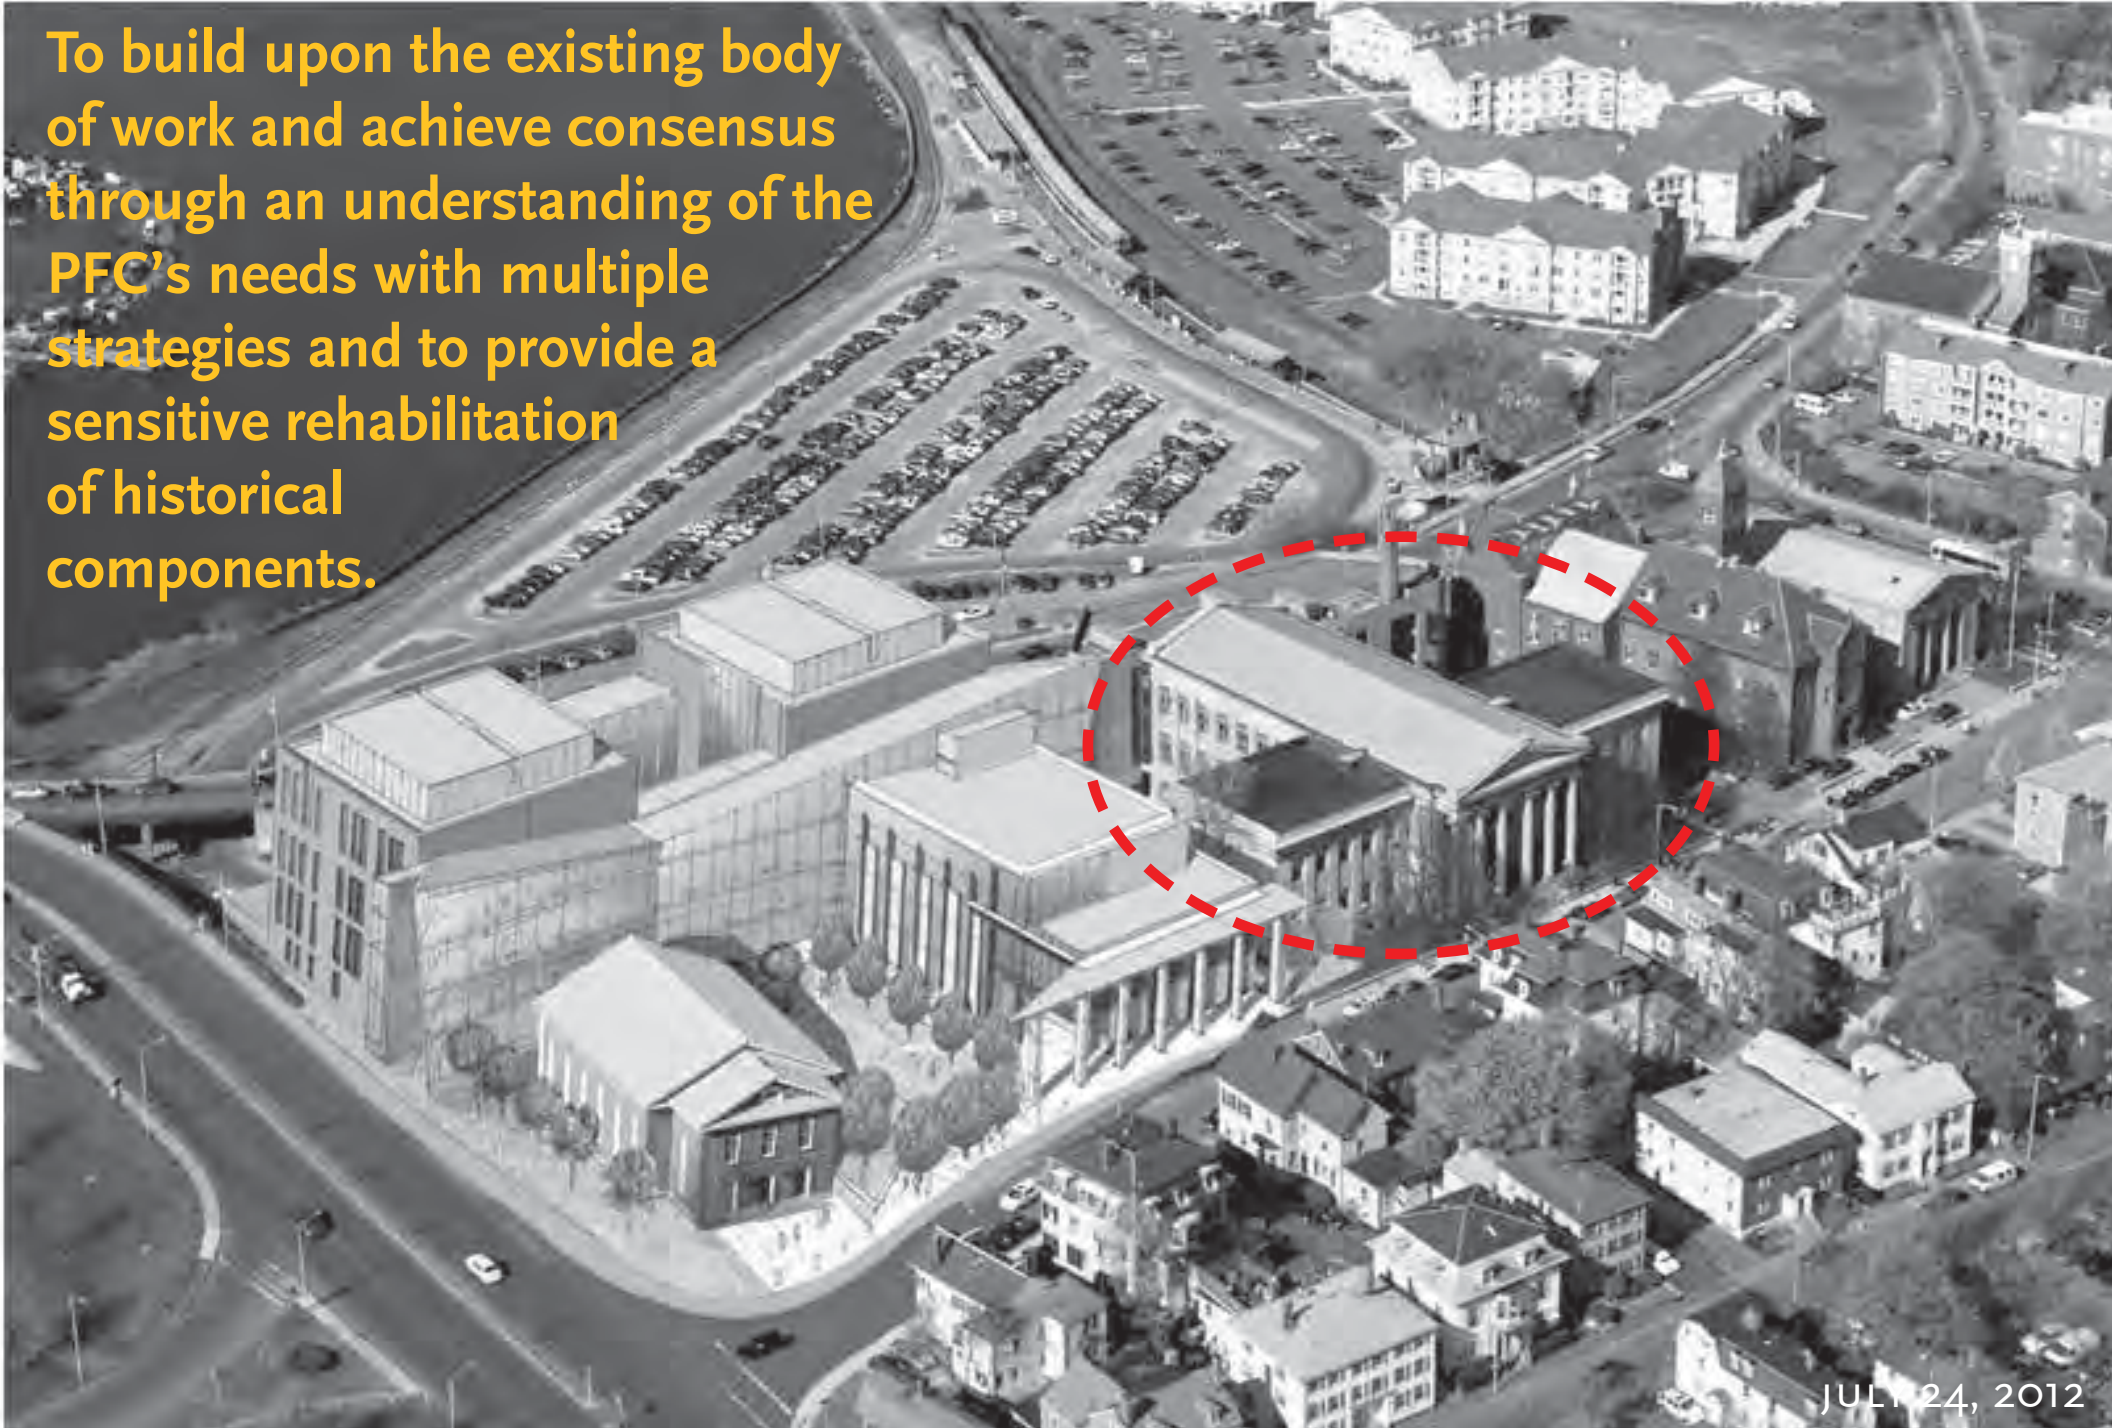 To build upon the existing body
of work and achieve consensus
through an understanding of the
PFC’s needs with multiple
strategies and to provide a
sensitive rehabilitation
of historical
components.
JULY 24, 2012